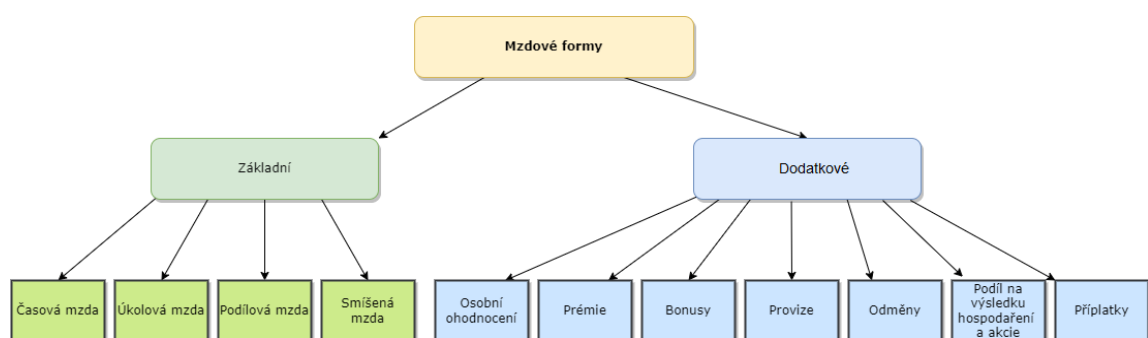 Mzdové formy
Základní
Dodatkové
Časová mzda
Úkolová mzda
Podílová mzda
Smíšená
mzda
Osobní
ohodnocení
Prémie
Bonusy
Provize
Odměny
Podíl na
výsledku
hospodaření
a akcie
Příplatky